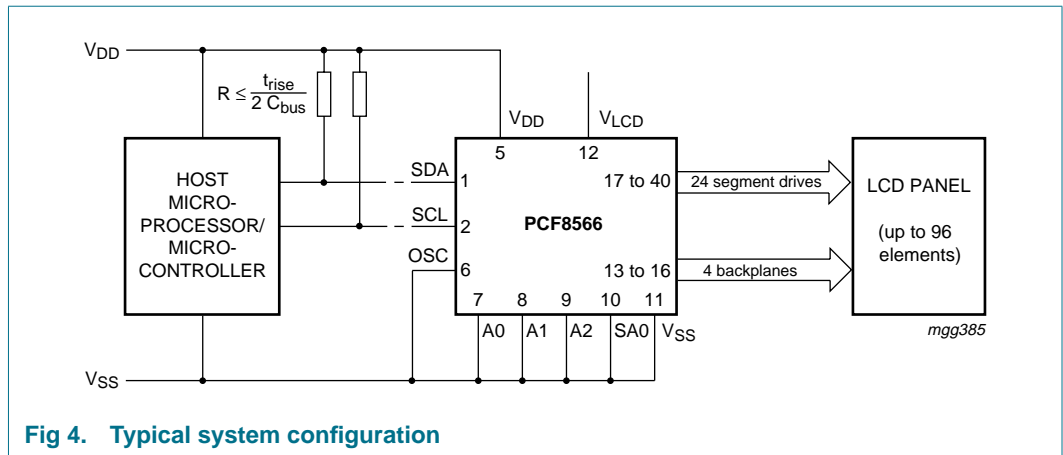 VDD
R ≤ trise
2 Cbus
VDD
VLCD
5
12
HOST
MICRO-
PROCESSOR/
MICRO-
CONTROLLER
SDA
1
SCL
2
OSC
6
PCF8566
17 to 40
24 segment drives
13 to 16
4 backplanes
LCD PANEL
(up to 96
elements)
7 8 9 10 11
A0 A1 A2 SA0 VSS
mgg385
VSS
Fig 4. Typical system configuration